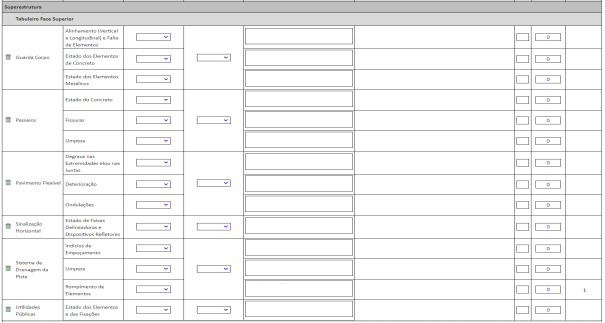 Superestrutura
Tabuleiro Face Superior
Guarda Corpo
Alinhamento (Vertical
e Longitudinal) e Falta
de Elementos
0
Estado dos Elementos
de Concreto
0
Estado dos Elementos
Metálicos
0
Passeios
Estado do Concreto
0
Fissuras
0
Limpeza
0
Pavimento Flexível
Degraus nas
Extremidades e/ou nas
Juntas
0
Deterioração
0
Ondulações
0
Sinalização
Horizontal
Estado de Faixas
Delineadoras e
Dispositivos Refletores
0
Sistema de
Drenagem da
Pista
Indícios de
Empoçamento
0
Limpeza
0
Rompimento de
Elementos
0
1
Utilidades
Públicas
Estado dos Elementos
e das Fixações
0